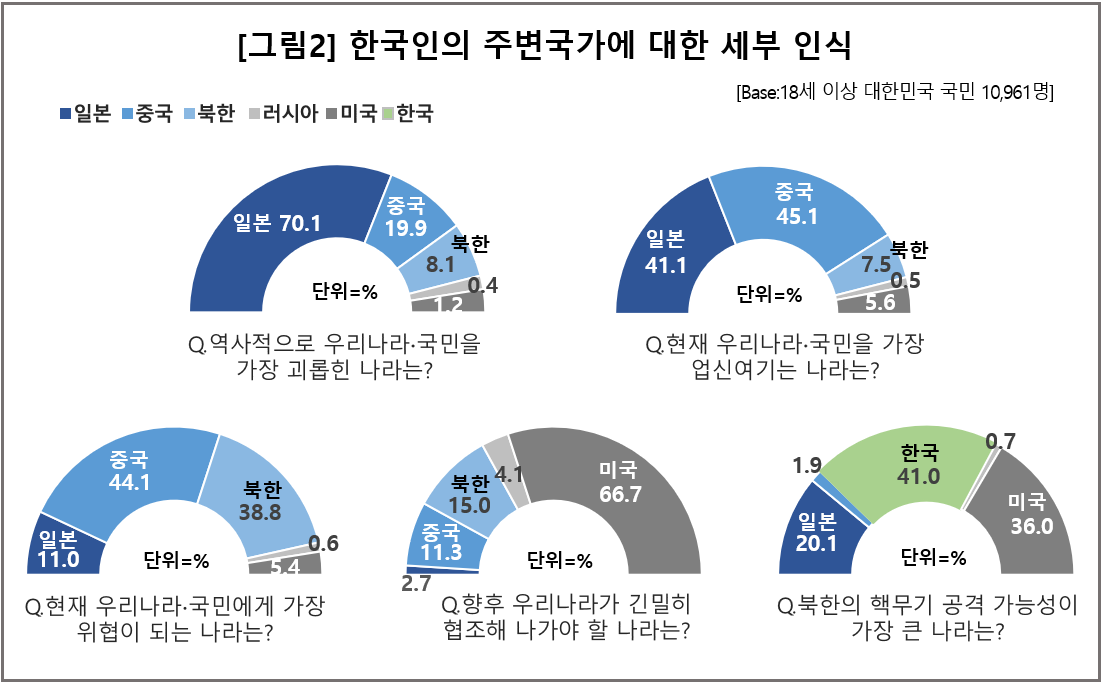 [그림2] 한국인의 주변국가에 대한 세부 인식
[Base:18세 이상 대한민국 국민 10,961명]
일본 중국 북한 러시아 미국 한국
일본 70.1
중국
19.9
북한
8.1
0.4
1.2
단위=%
Q.역사적으로 우리나라·국민을
가장 괴롭힌 나라는?
일본
41.1
중국
45.1
북한
7.5
0.5
5.6
단위=%
Q.현재 우리나라·국민을 가장
업신여기는 나라는?
일본
11.0
중국
44.1
북한
38.8
0.6
5.4
단위=%
Q.현재 우리나라·국민에게 가장
위협이 되는 나라는?
2.7
중국
11.3
북한
15.0
4.1
미국
66.7
단위=%
Q.향후 우리나라가 긴밀히
협조해 나가야 할 나라는?
일본
20.1
1.9
한국
41.0
0.7
미국
36.0
단위=%
Q.북한의 핵무기 공격 가능성이
가장 큰 나라는?